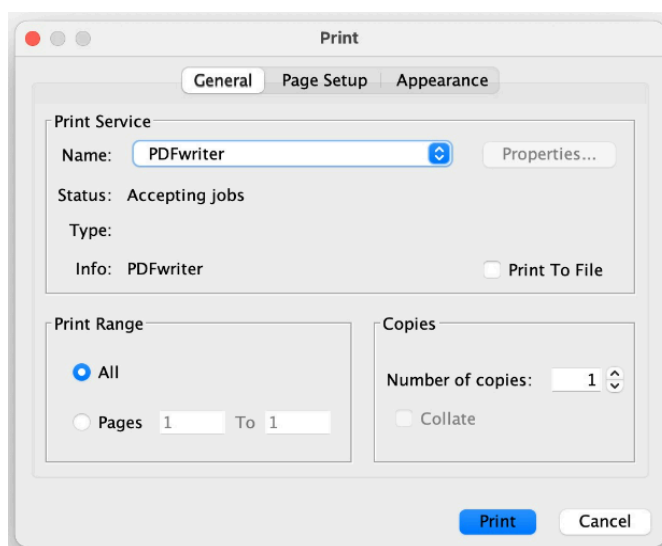 Print
General Page Setup Appearance
Print Service
Name: PDFwriter Properties...
Status: Accepting jobs
Type:
Info: PDFwriter Print To File
Print Range
All
Pages 1 To 1
Copies
Number of copies: 1
Collate
Print Cancel